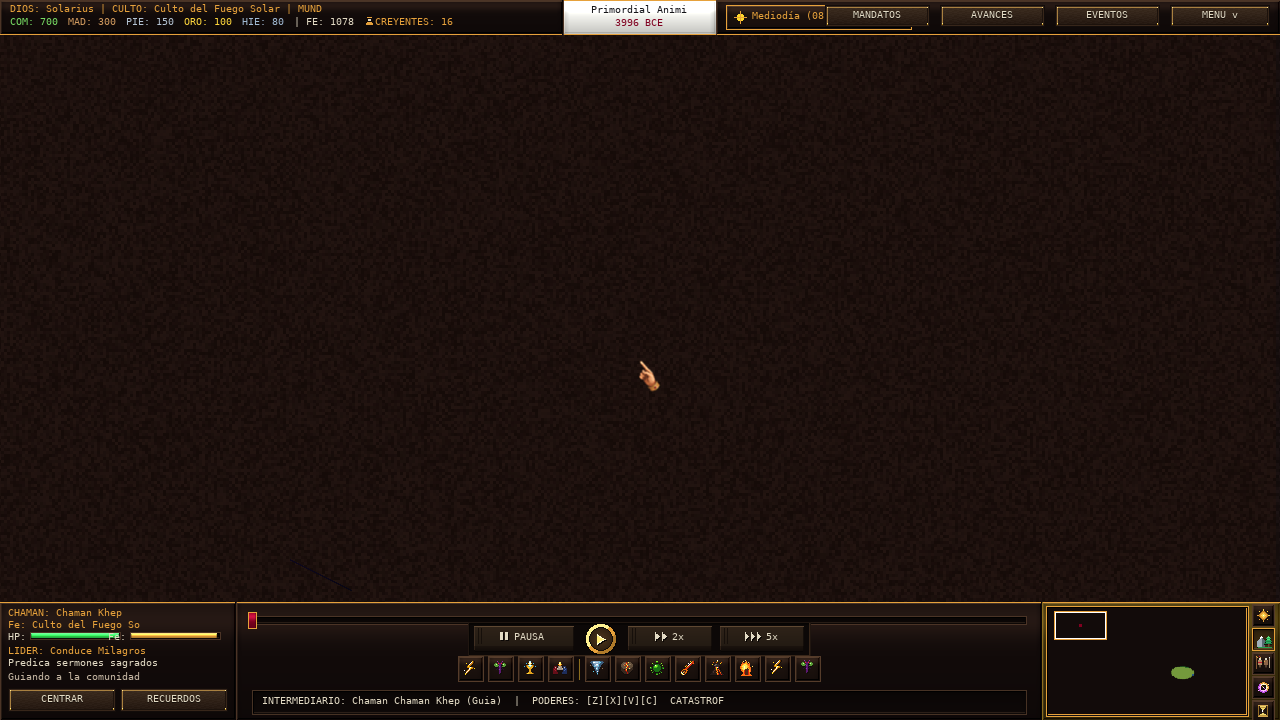 DIOS: Solarius | CULTO: Culto del Fuego Solar | MUND
COM: 700 MAD: 300 PIE: 150 ORO: 100 HIE: 80 | FE: 1078 CREYENTES: 16
Primordial Animi
3996 BCE
Mediodía (08
MANDATOS
AVANCES
EVENTOS
MENU v
CHAMAN: Chaman Khep
Fe: Culto del Fuego So
HP: Fe:
LIDER: Conduce Milagros
Predica sermones sagrados
Guiando a la comunidad
CENTRAR
RECUERDOS
PAUSA
2x
5x
INTERMEDIARIO: Chaman Chaman Khep (Guia) | PODERES: [Z][X][V][C] CATASTROF